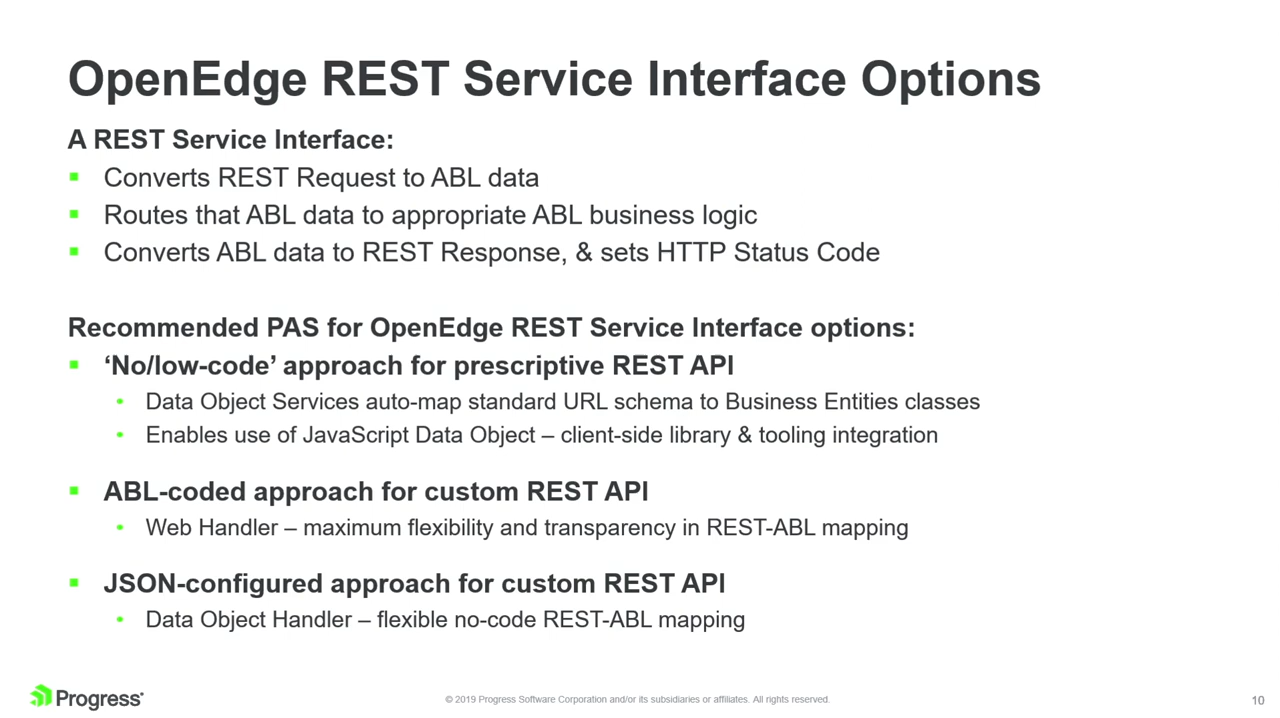 OpenEdge REST Service Interface Options
A REST Service Interface:
Converts REST Request to ABL data
Routes that ABL data to appropriate ABL business logic
Converts ABL data to REST Response, & sets HTTP Status Code
Recommended PAS for OpenEdge REST Service Interface options:
‘No/low-code’ approach for prescriptive REST API
Data Object Services auto-map standard URL schema to Business Entities classes
Enables use of JavaScript Data Object – client-side library & tooling integration
ABL-coded approach for custom REST API
Web Handler – maximum flexibility and transparency in REST-ABL mapping
JSON-configured approach for custom REST API
Data Object Handler – flexible no-code REST-ABL mapping
Progress
© 2019 Progress Software Corporation and/or its subsidiaries or affiliates. All rights reserved.
10